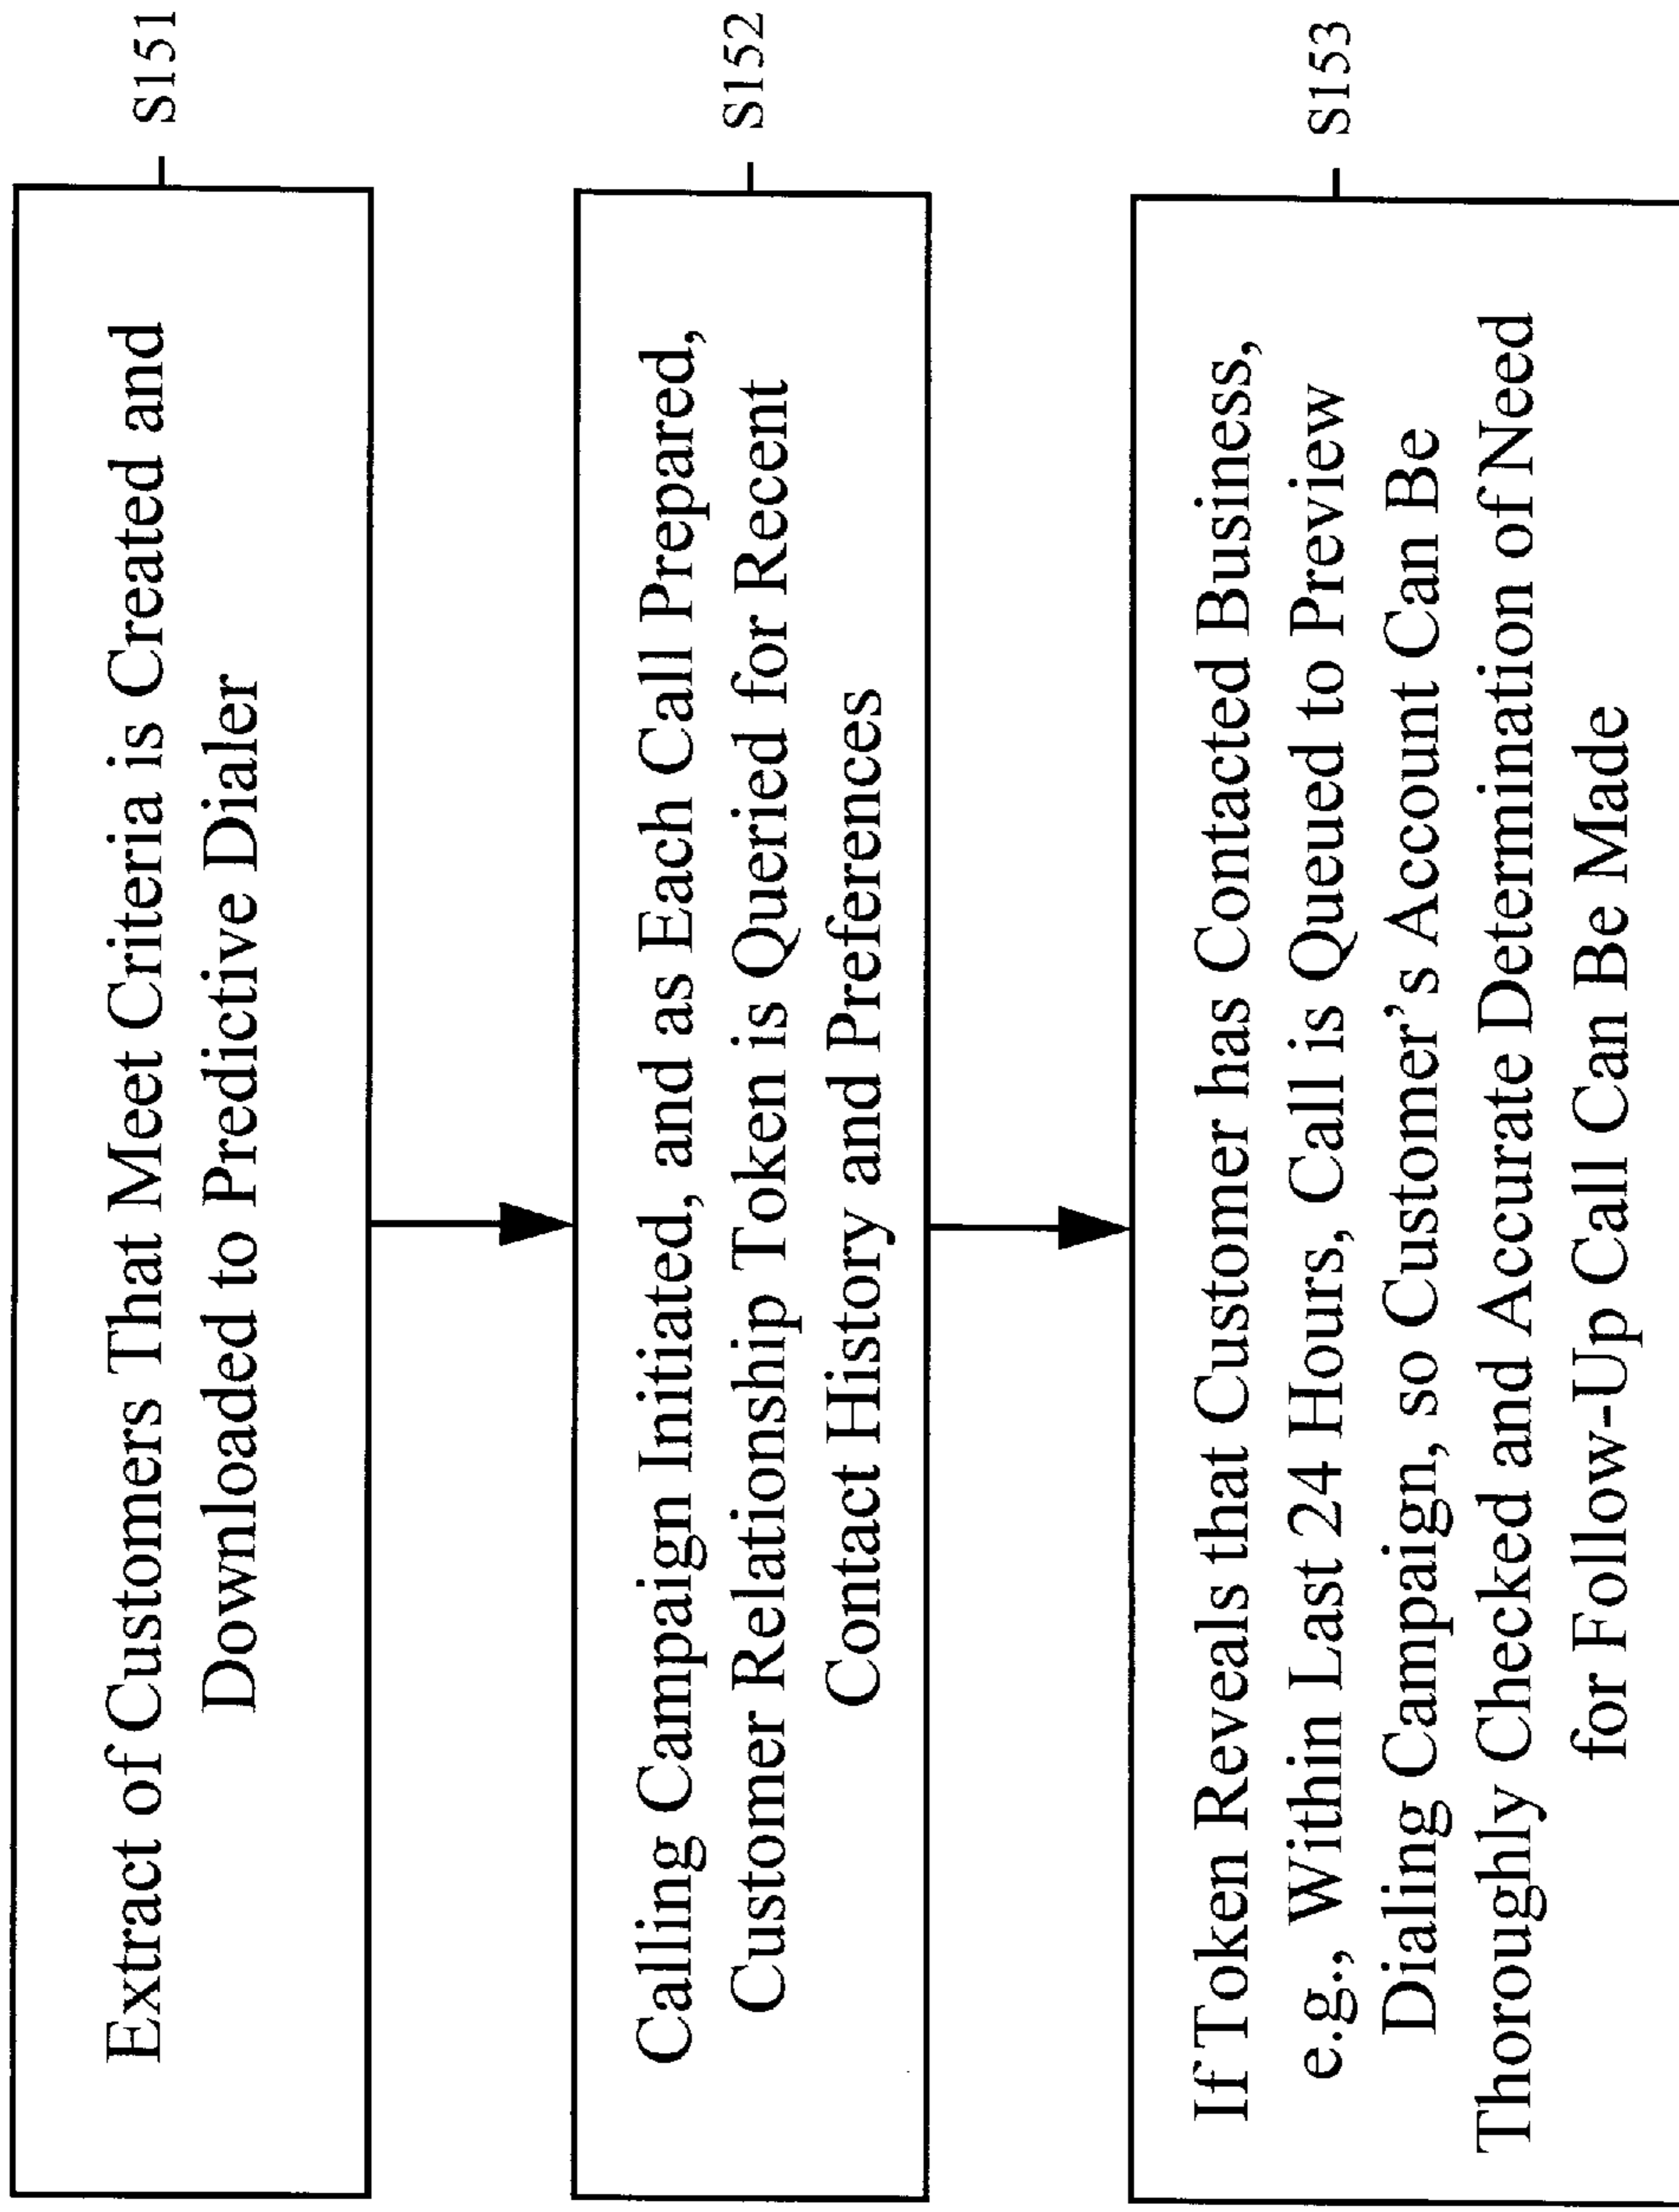 Extract of Customers That Meet Criteria is Created and
Downloaded to Predictive Dialer
S151
Calling Campaign Initiated, and as Each Call Prepared,
Customer Relationship Token is Queried for Recent
Contact History and Preferences
S152
If Token Reveals that Customer has Contacted Business,
e.g., Within Last 24 Hours, Call is Queued to Preview
Dialing Campaign, so Customer's Account Can Be
Thoroughly Checked and Accurate Determination of Need
for Follow-Up Call Can Be Made
S153